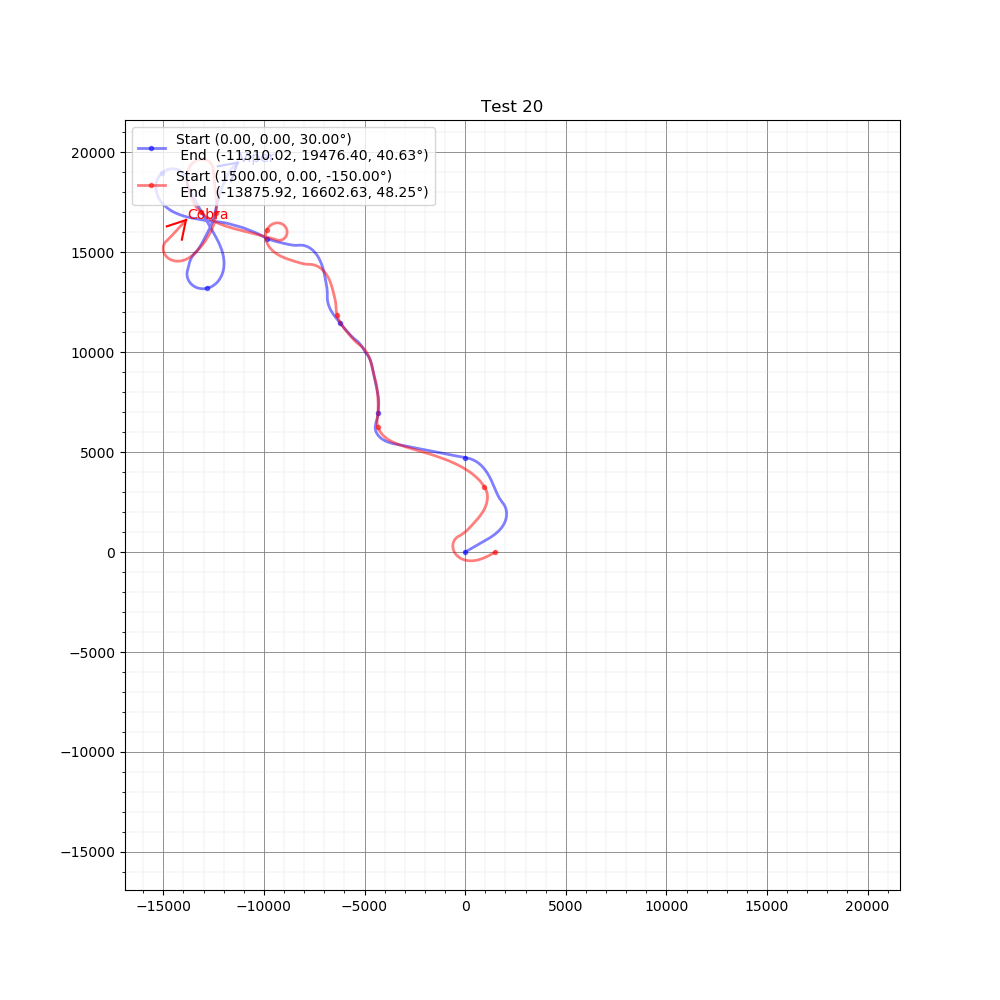 Test 20
Start (0.00, 0.00, 30.00°)
End (-11310.02, 19476.40, 40.63°)
Start (1500.00, 0.00, -150.00°)
End (-13875.92, 16602.63, 48.25°)
Cobra
20000
15000
10000
5000
0
−5000
−10000
−15000
−15000 −10000 −5000 0 5000 10000 15000 20000